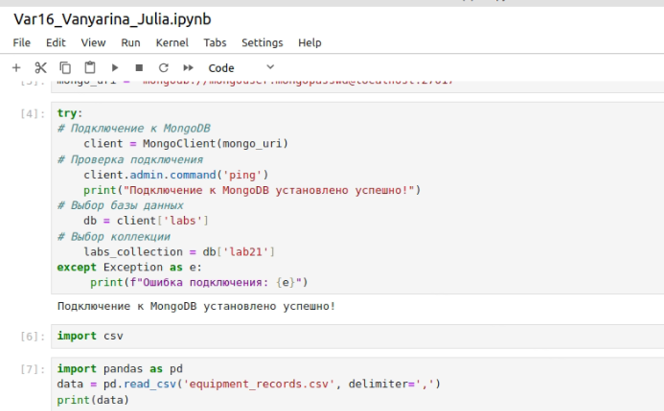 Var16_Vanyarina_Julia.ipynb
File Edit View Run Kernel Tabs Settings Help
Code
[4]: try:
# Подключение к MongoDB
client = MongoClient(mongo_uri)
# Проверка подключения
client.admin.command('ping')
print("Подключение к MongoDB установлено успешно!")
# Выбор базы данных
db = client['labs']
# Выбор коллекции
labs_collection = db['lab21']
except Exception as e:
print(f"Ошибка подключения: {e}")
Подключение к MongoDB установлено успешно!
[6]: import csv
[7]: import pandas as pd
data = pd.read_csv('equipment_records.csv', delimiter=',')
print(data)